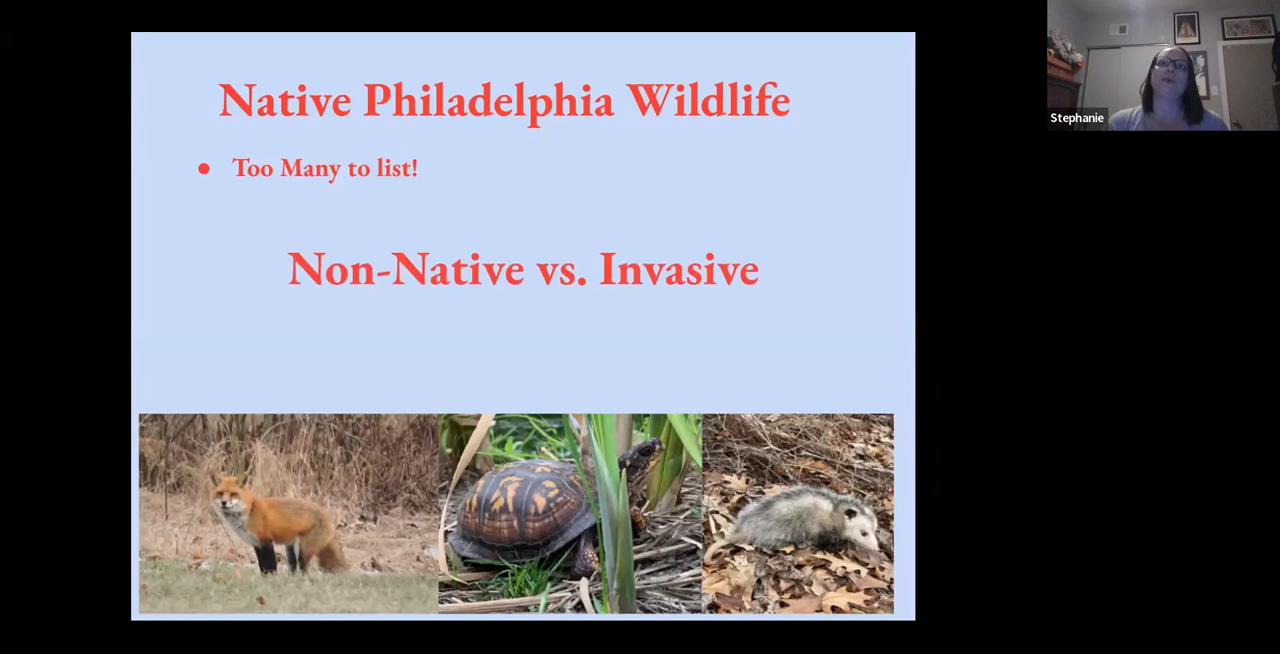 Native Philadelphia Wildlife
● Too Many to list!
Non-Native vs. Invasive
Stephanie